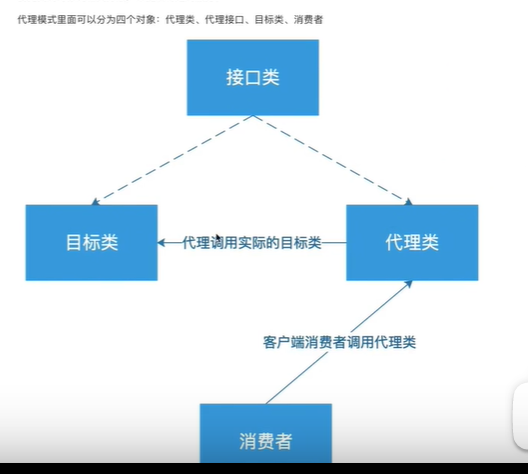 代理模式里面可以分为四个对象：代理类、代理接口、目标类、消费者
接口类
目标类
代理调用实际的目标类
代理类
客户端消费者调用代理类
消费者